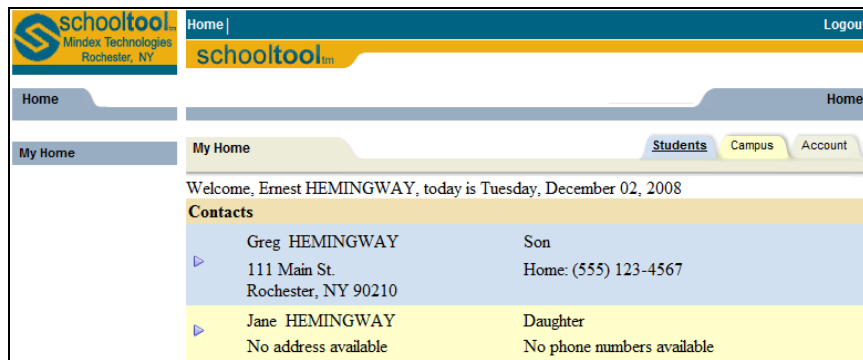 schooltool tm
Mindex Technologies
Rochester, NY
Home |
schooltool tm
Home
Home
My Home
My Home
Students
Campus
Account
Welcome, Ernest HEMINGWAY, today is Tuesday, December 02, 2008
Contacts
Greg HEMINGWAY Son
111 Main St. Home: (555) 123-4567
Rochester, NY 90210
Jane HEMINGWAY Daughter
No address available No phone numbers available